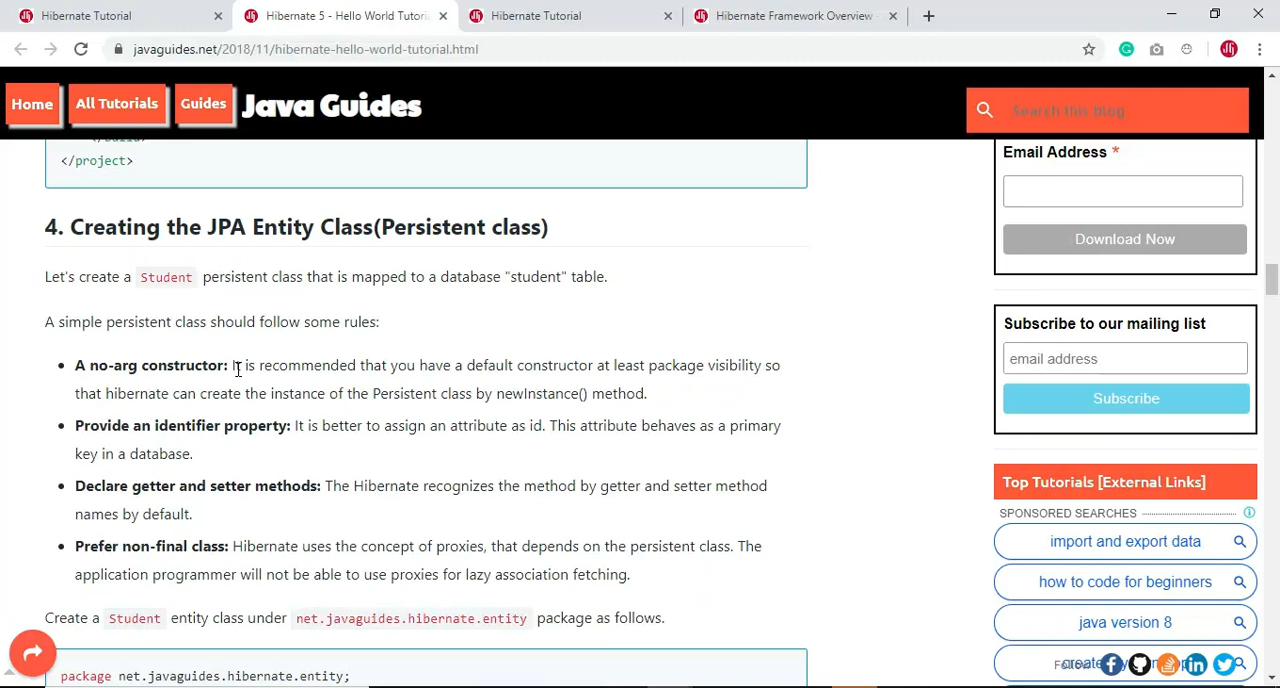 Hibernate Tutorial
Hibernate 5 - Hello World Tutoria
Hibernate Tutorial
Hibernate Framework Overview -
javaguides.net/2018/11/hibernate-hello-world-tutorial.html
Home
All Tutorials
Guides
Java Guides
Search this blog
</project>
4. Creating the JPA Entity Class(Persistent class)
Let's create a Student persistent class that is mapped to a database "student" table.
A simple persistent class should follow some rules:
A no-arg constructor: It is recommended that you have a default constructor at least package visibility so
that hibernate can create the instance of the Persistent class by newInstance() method.
Provide an identifier property: It is better to assign an attribute as id. This attribute behaves as a primary
key in a database.
Declare getter and setter methods: The Hibernate recognizes the method by getter and setter method
names by default.
Prefer non-final class: Hibernate uses the concept of proxies, that depends on the persistent class. The
application programmer will not be able to use proxies for lazy association fetching.
Create a Student entity class under net.javaguides.hibernate.entity package as follows.
package net.javaguides.hibernate.entity;
Email Address *
Download Now
Subscribe to our mailing list
email address
Subscribe
Top Tutorials [External Links]
SPONSORED SEARCHES
import and export data
how to code for beginners
java version 8